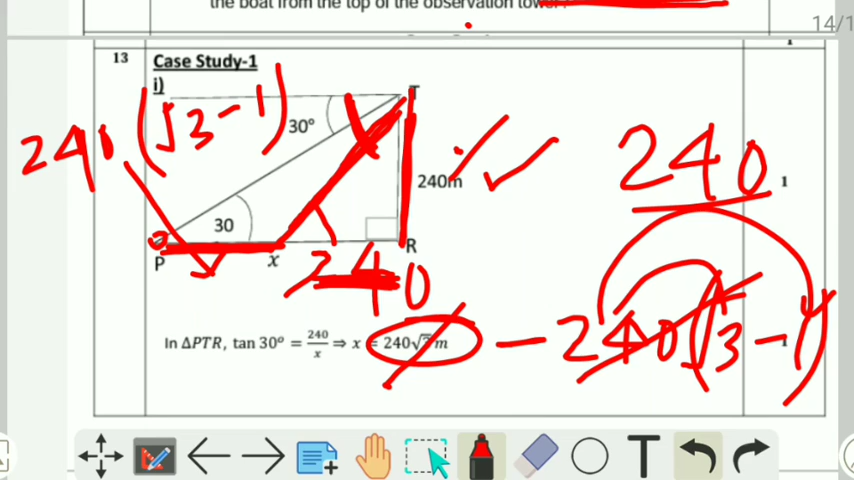 the boat from the top of the observation tower
14/1
1
13
Case Study-1
i)
T
240(√3-1)
30°
240
240m
1
30
R
P
x
240
In ΔPTR, tan 30° = 240/x ⇒ x = 240√3 m
- 240(√3-1)
1
T